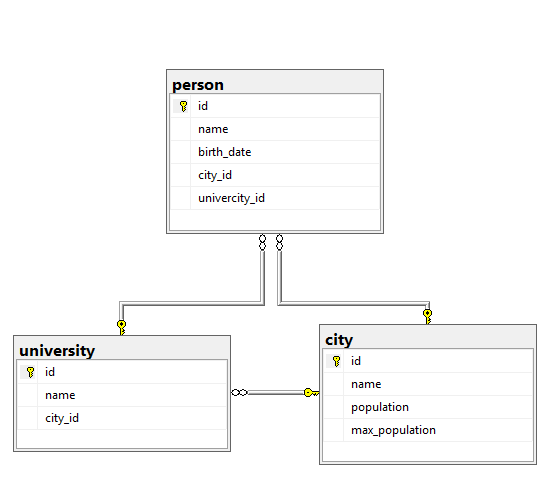 person
id
name
birth_date
city_id
univercity_id
university
id
name
city_id
city
id
name
population
max_population